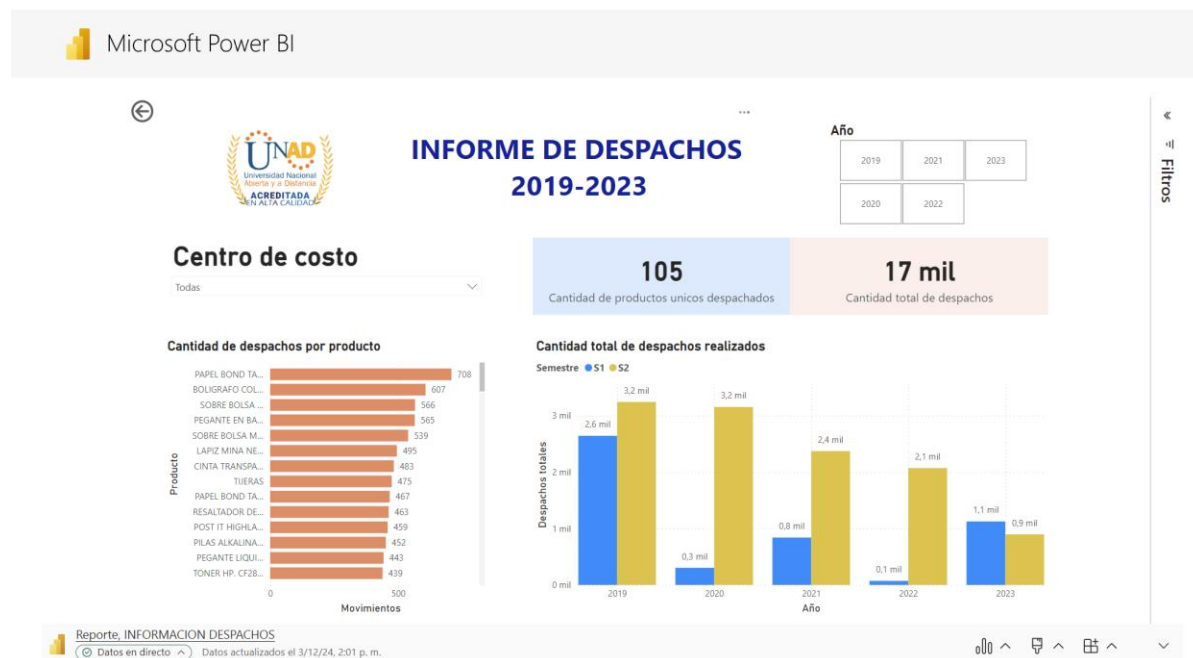 Microsoft Power BI
UNAD
Universidad Nacional
Abierta y a Distancia
ACREDITADA
EN ALTA CALIDAD
INFORME DE DESPACHOS
2019-2023
Año
2019 2021 2023
2020 2022
Filtros
Centro de costo
Todas
105
Cantidad de productos unicos despachados
17 mil
Cantidad total de despachos
Cantidad de despachos por producto
Producto
PAPEL BOND TA... 708
BOLIGRAFO COL... 607
SOBRE BOLSA ... 566
PEGANTE EN BA... 565
SOBRE BOLSA M... 539
LAPIZ MINA NE... 495
CINTA TRANSPA... 483
TIJERAS 475
PAPEL BOND TA... 467
RESALTADOR DE... 463
POST IT HIGHLA... 459
PILAS ALKALINA... 452
PEGANTE LIQUI... 443
TONER HP. CF28... 439
0 500
Movimientos
Cantidad total de despachos realizados
Semestre S1 S2
Despachos totales
3 mil
2 mil
1 mil
0 mil
2,6 mil 3,2 mil
0,3 mil 3,2 mil
0,8 mil 2,4 mil
0,1 mil 2,1 mil
1,1 mil 0,9 mil
2019 2020 2021 2022 2023
Año
Reporte, INFORMACION DESPACHOS
Datos en directo Datos actualizados el 3/12/24, 2:01 p. m.